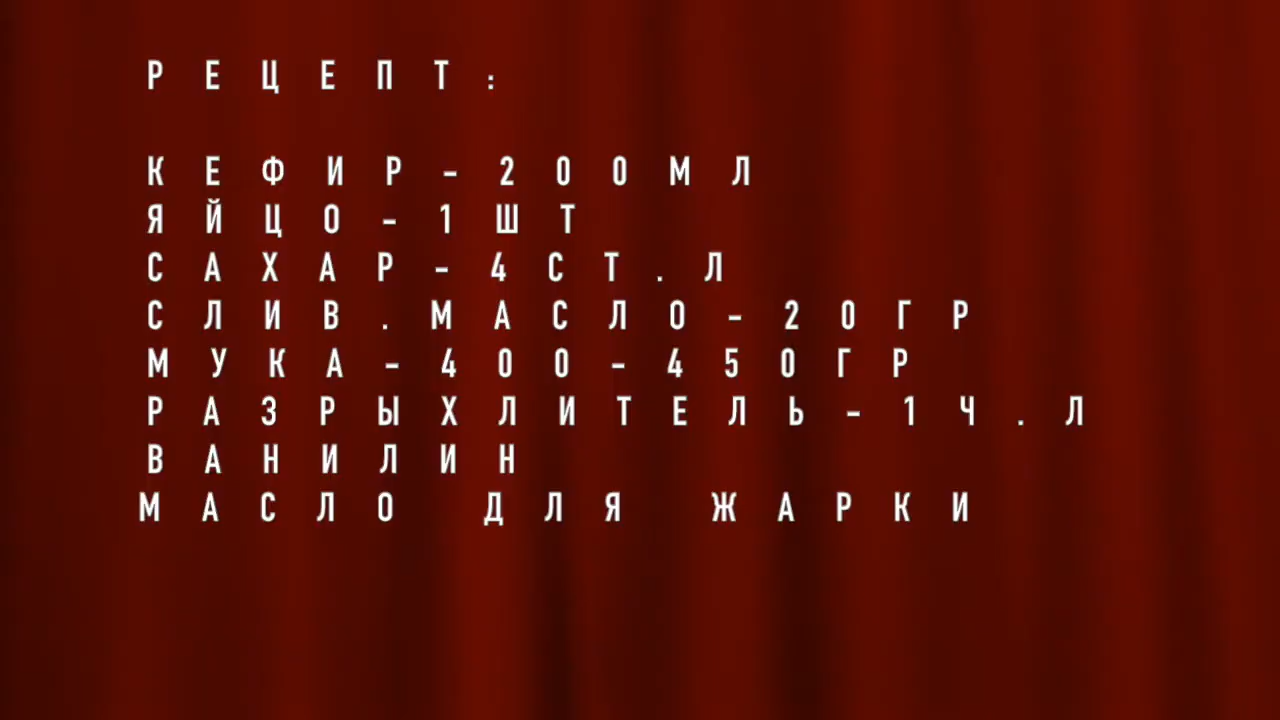 РЕЦЕПТ:
КЕФИР-200МЛ
ЯЙЦО-1ШТ
САХАР-4СТ.Л
СЛИВ.МАСЛО-20ГР
МУКА-400-450ГР
РАЗРЫХЛИТЕЛЬ-1Ч.Л
ВАНИЛИН
МАСЛО ДЛЯ ЖАРКИ